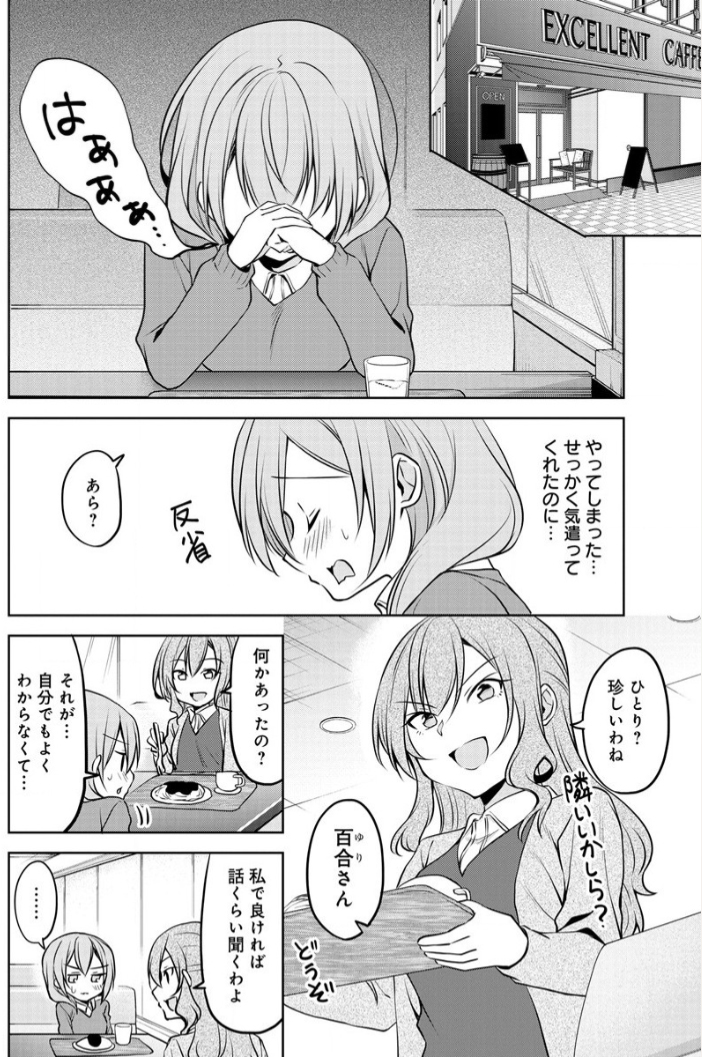 EXCELLENT CAFFE
OPEN
はあぁぁぁ…
やってしまった…
せっかく気遣って
くれたのに…
反省
あら?
ひとり?
珍しいわね
隣いいかしら?
百合さん
ゆり
どうぞ
何かあったの?
それが…
自分でもよく
わからなくて…
私で良ければ
話くらい聞くわよ
……